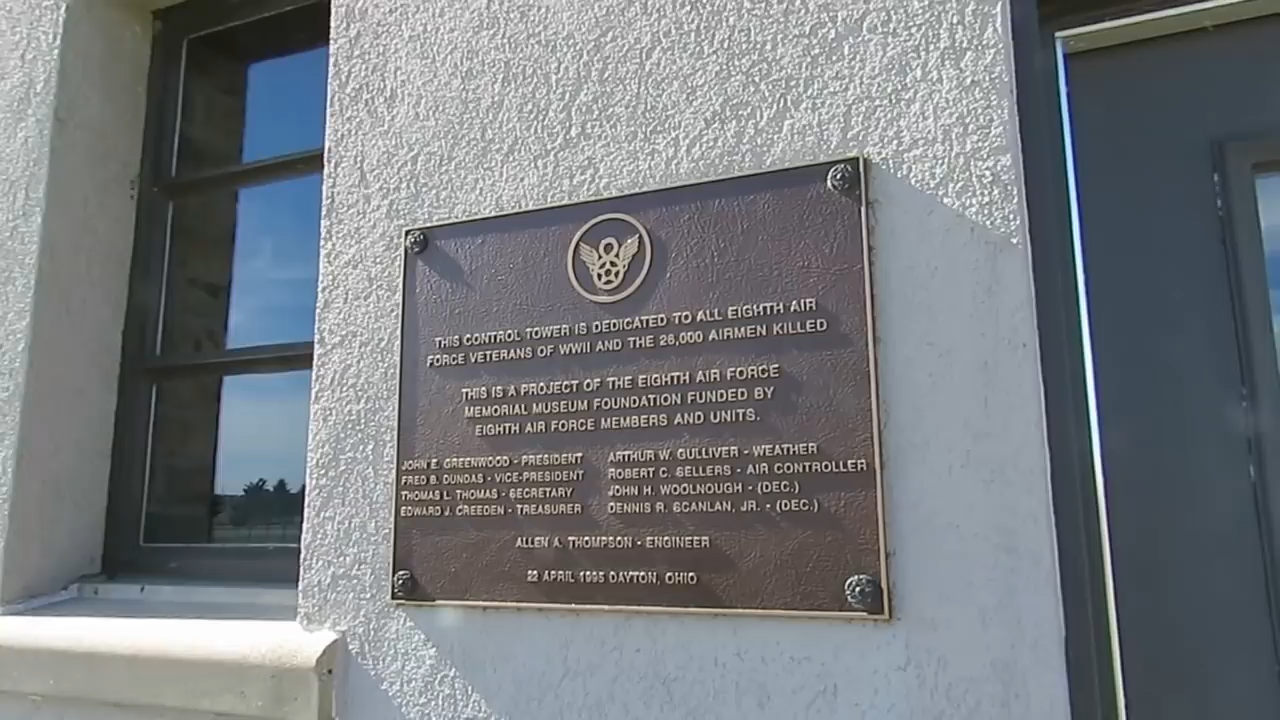 8
THIS CONTROL TOWER IS DEDICATED TO ALL EIGHTH AIR
FORCE VETERANS OF WWII AND THE 26,000 AIRMEN KILLED
THIS IS A PROJECT OF THE EIGHTH AIR FORCE
MEMORIAL MUSEUM FOUNDATION FUNDED BY
EIGHTH AIR FORCE MEMBERS AND UNITS.
JOHN E. GREENWOOD - PRESIDENT
FRED B. DUNDAS - VICE-PRESIDENT
THOMAS L. THOMAS - SECRETARY
EDWARD J. CREEDEN - TREASURER
ARTHUR W. GULLIVER - WEATHER
ROBERT C. SELLERS - AIR CONTROLLER
JOHN H. WOOLNOUGH - (DEC.)
DENNIS R. SCANLAN, JR. - (DEC.)
ALLEN A. THOMPSON - ENGINEER
22 APRIL 1995 DAYTON, OHIO